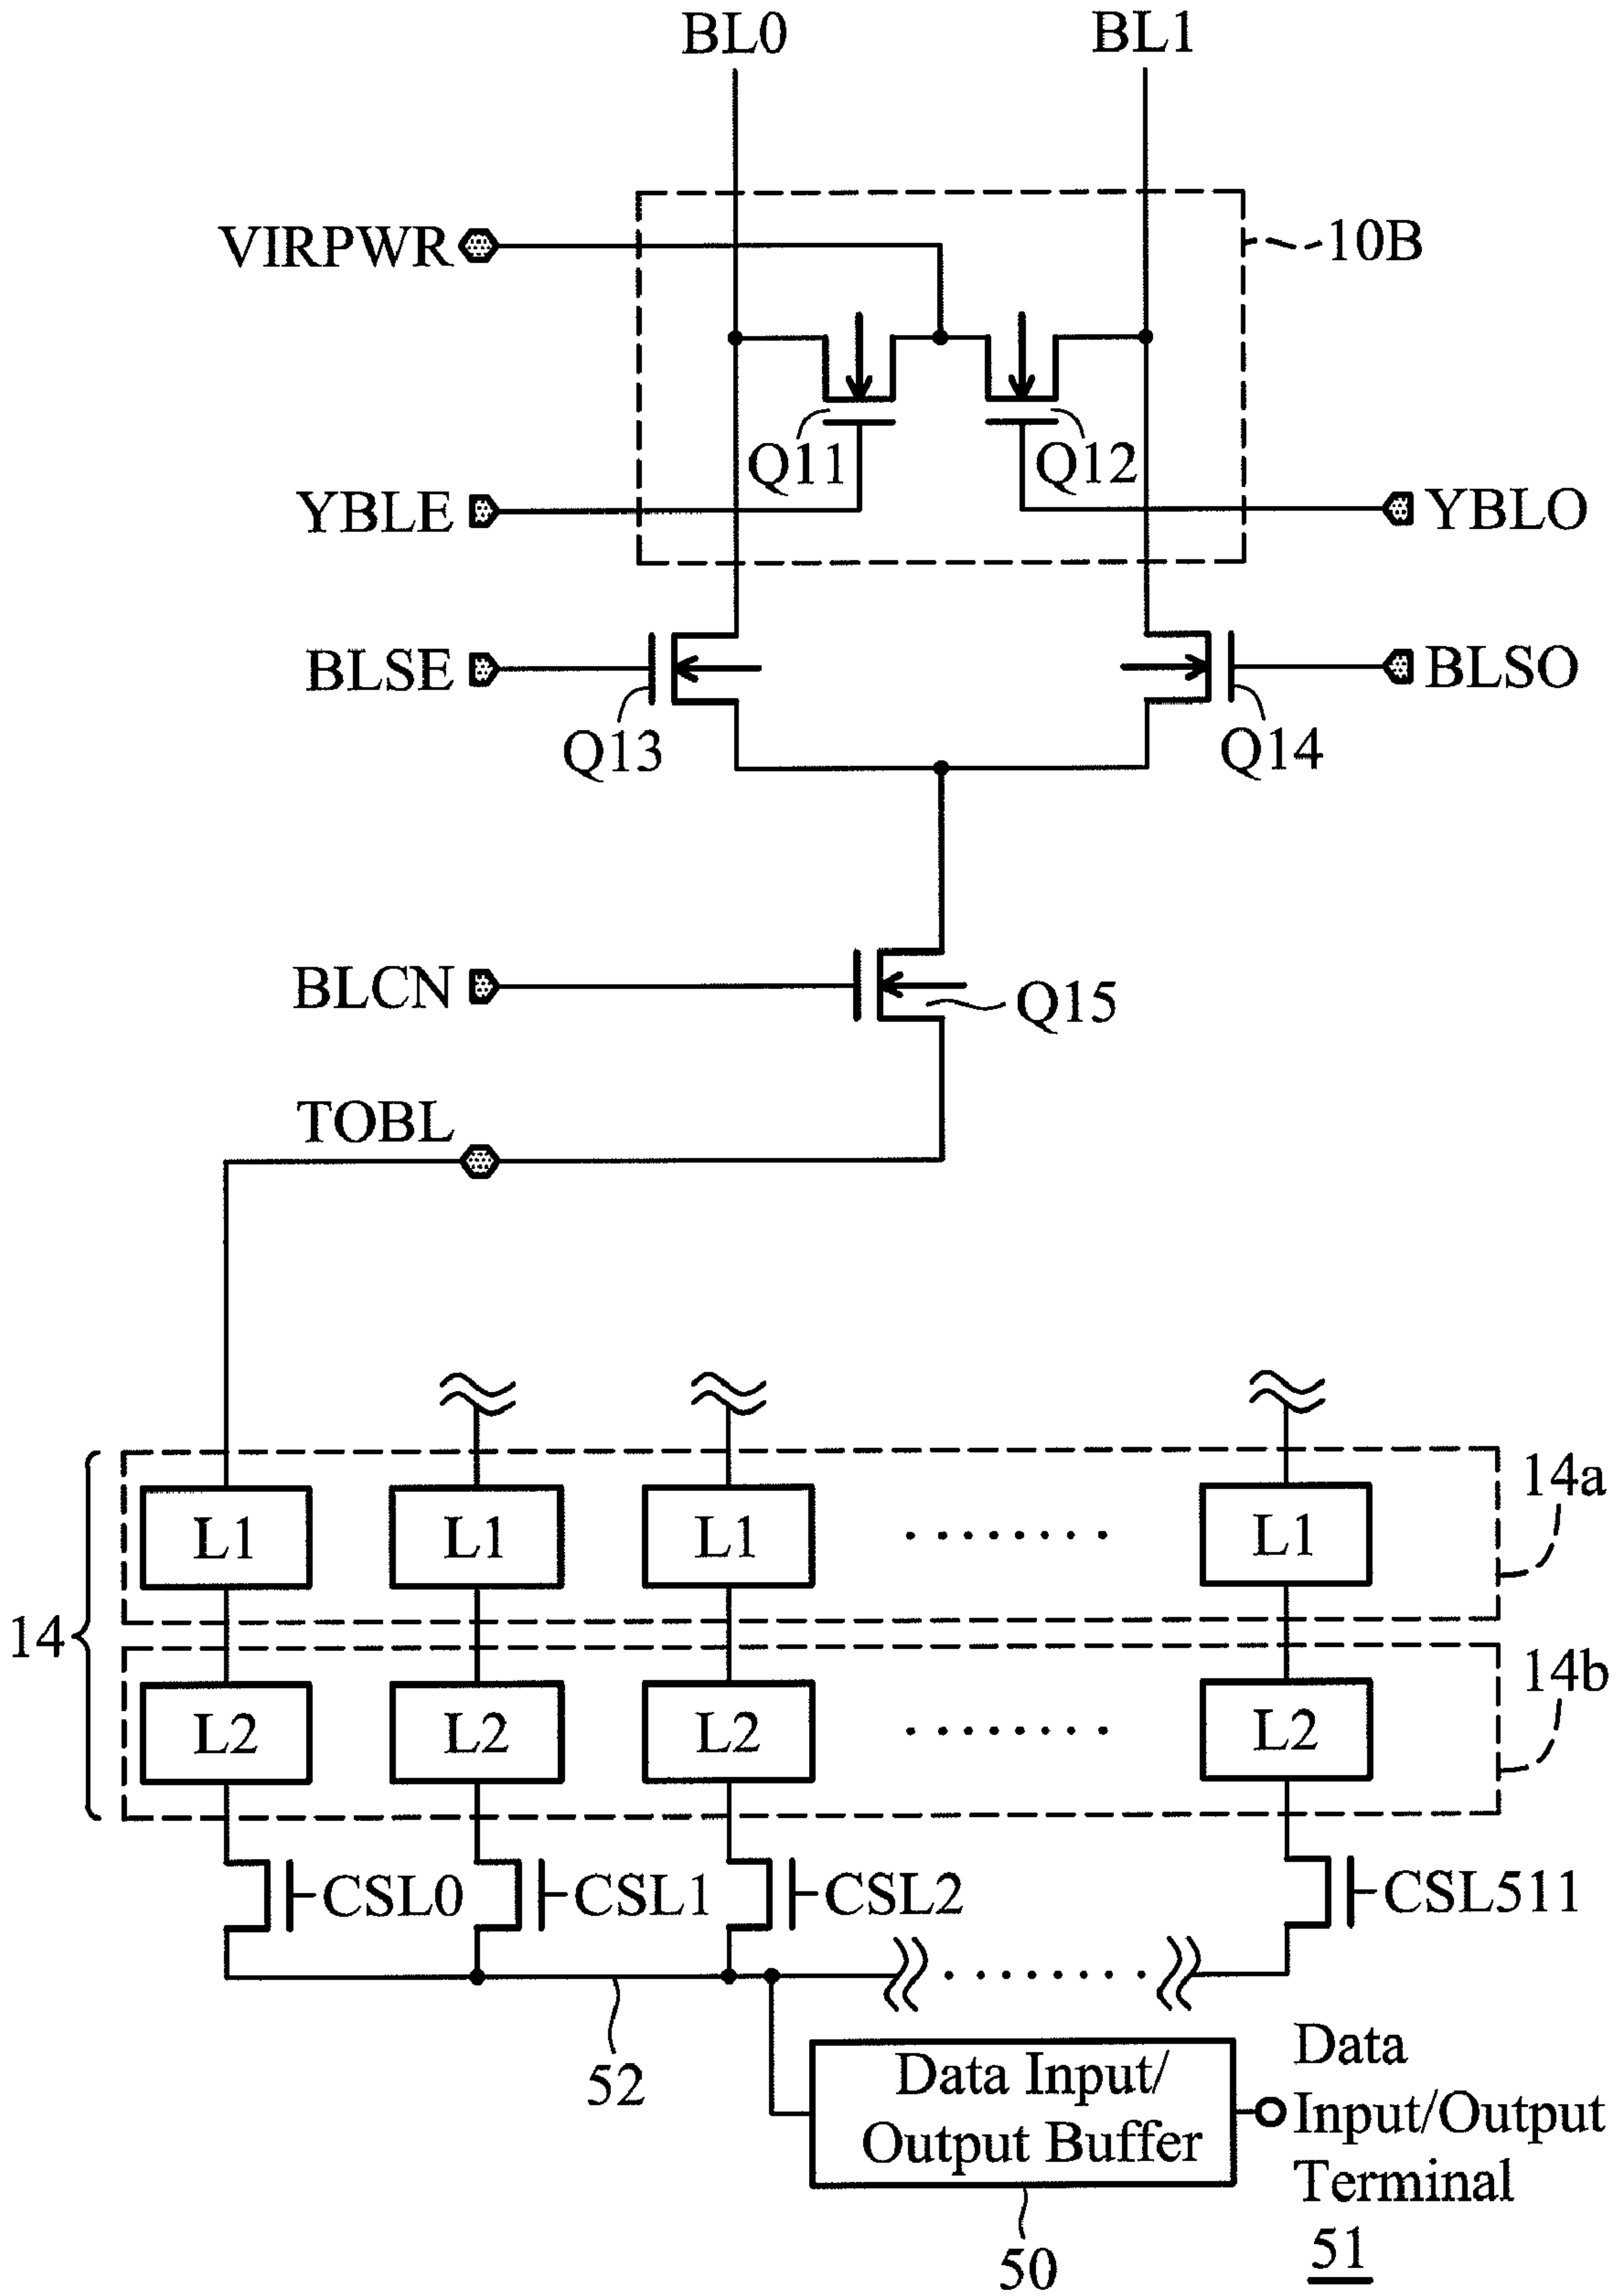 BL0 BL1
VIRPWR 10B
Q11 Q12
YBLE YBLO
BLSE BLSO
Q13 Q14
BLCN Q15
TOBL
14a
L1 L1 L1 L1
14
14b
L2 L2 L2 L2
CSL0 CSL1 CSL2 CSL511
52
Data Input/
Output Buffer
Data
Input/Output
Terminal
50
51